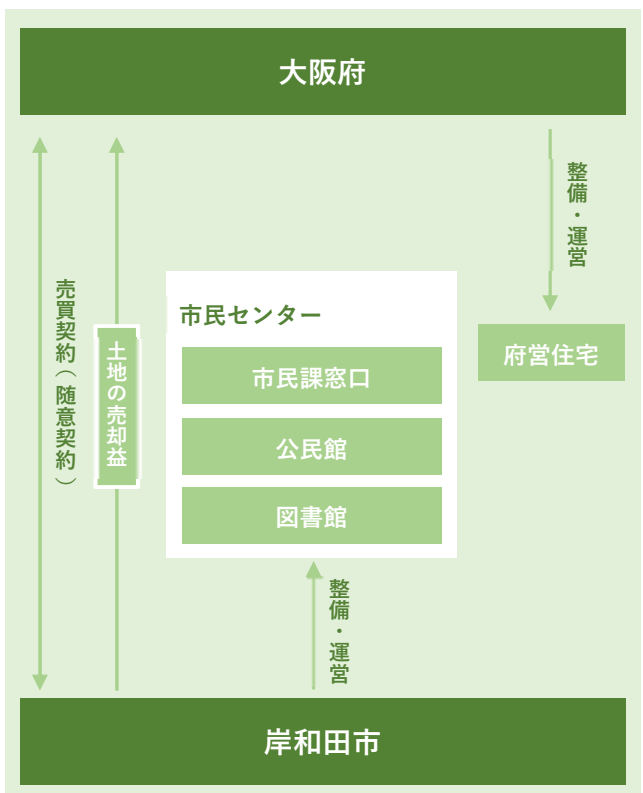 大阪府
整備・運営
売買契約（随意契約）
土地の売却益
市民センター
市民課窓口
公民館
図書館
府営住宅
整備・運営
岸和田市